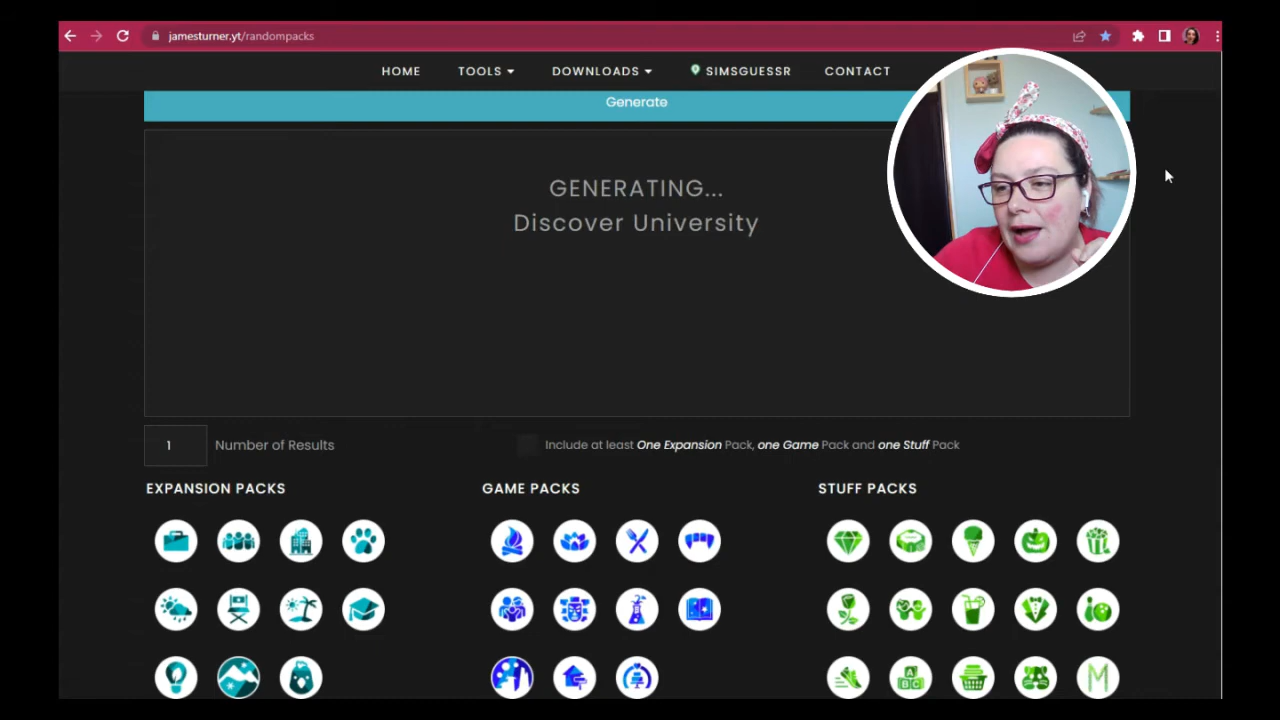 jamesturner.yt/randompacks
HOME TOOLS DOWNLOADS SIMSGUESSR CONTACT
Generate
GENERATING...
Discover University
1 Number of Results Include at least One Expansion Pack, one Game Pack and one Stuff Pack
EXPANSION PACKS GAME PACKS STUFF PACKS
A B C M